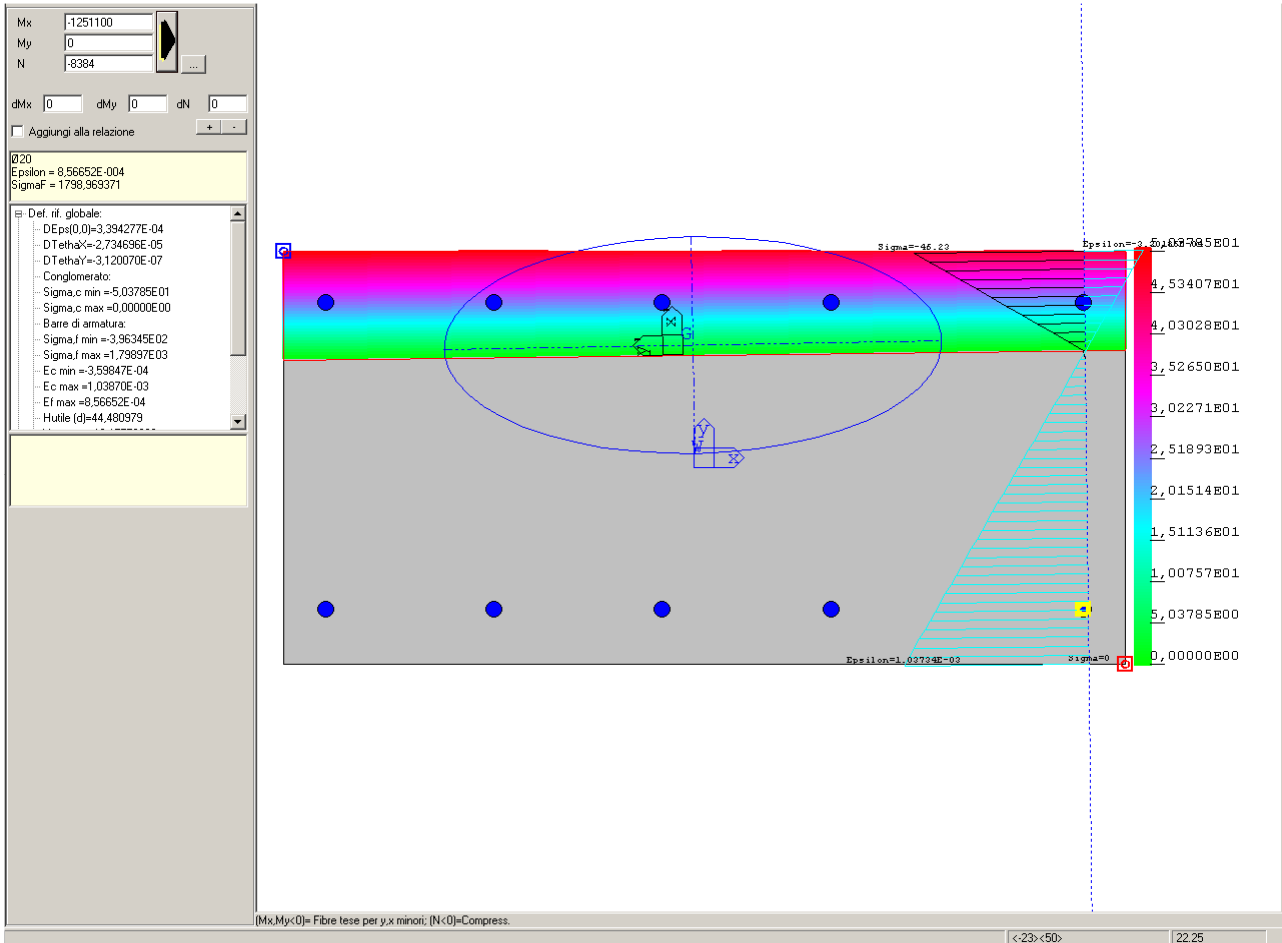 Mx -1251100
My 0
N -8384 ...
dMx 0 dMy 0 dN 0
Aggiungi alla relazione + -
Ø20
Epsilon = 8,56652E-004
SigmaF = 1798,969371
Def. rif. globale:
DEps(0,0)=3,394277E-04
DTethaX=-2,734696E-05
DTethaY=-3,120070E-07
Conglomerato:
Sigma,c min =-5,03785E01
Sigma,c max =0,00000E00
Barre di armatura:
Sigma,f min =-3,96345E02
Sigma,f max =1,79897E03
Ec min =-3,59847E-04
Ec max =1,03870E-03
Ef max =8,56652E-04
Hutile (d)=44,480979
Sigma=-46.23
5,03785E01
4,53407E01
4,03028E01
3,52650E01
3,02271E01
2,51893E01
2,01514E01
1,51136E01
1,00757E01
5,03785E00
0,00000E00
G
y
W
x
Epsilon=1.03734E-03
Sigma=0
(Mx,My<0)= Fibre tese per y,x minori; (N<0)=Compress.
<-23><50> 22.25